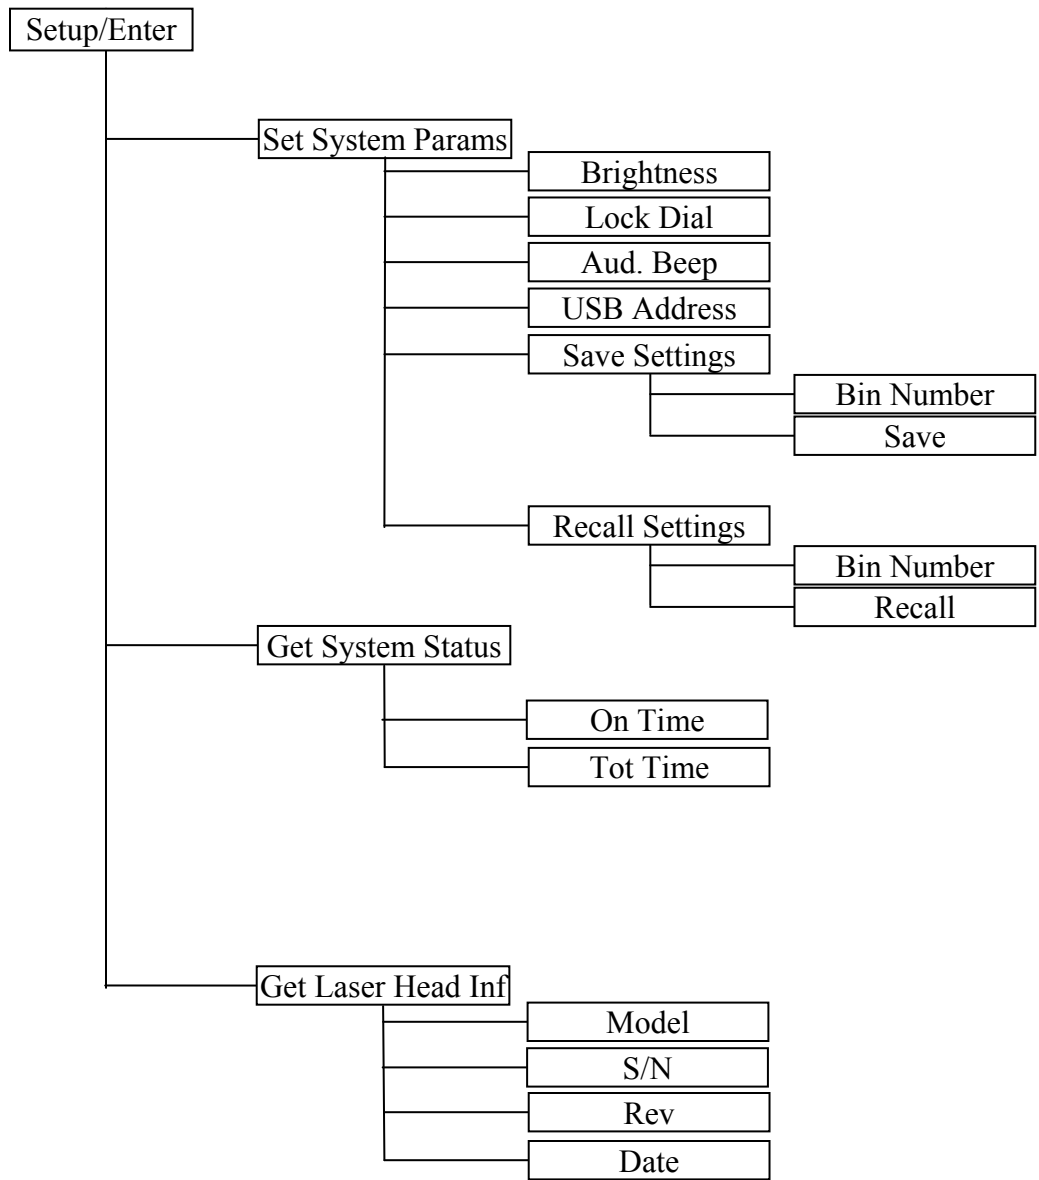 Setup/Enter
Set System Params
Brightness
Lock Dial
Aud. Beep
USB Address
Save Settings
Bin Number
Save
Recall Settings
Bin Number
Recall
Get System Status
On Time
Tot Time
Get Laser Head Inf
Model
S/N
Rev
Date